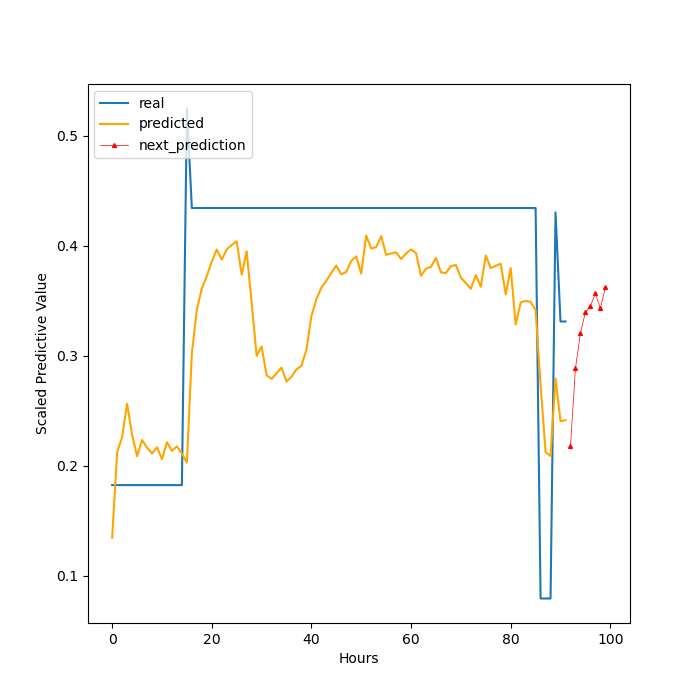 real
predicted
next_prediction
0.5
0.4
0.3
0.2
0.1
Scaled Predictive Value
0 20 40 60 80 100
Hours